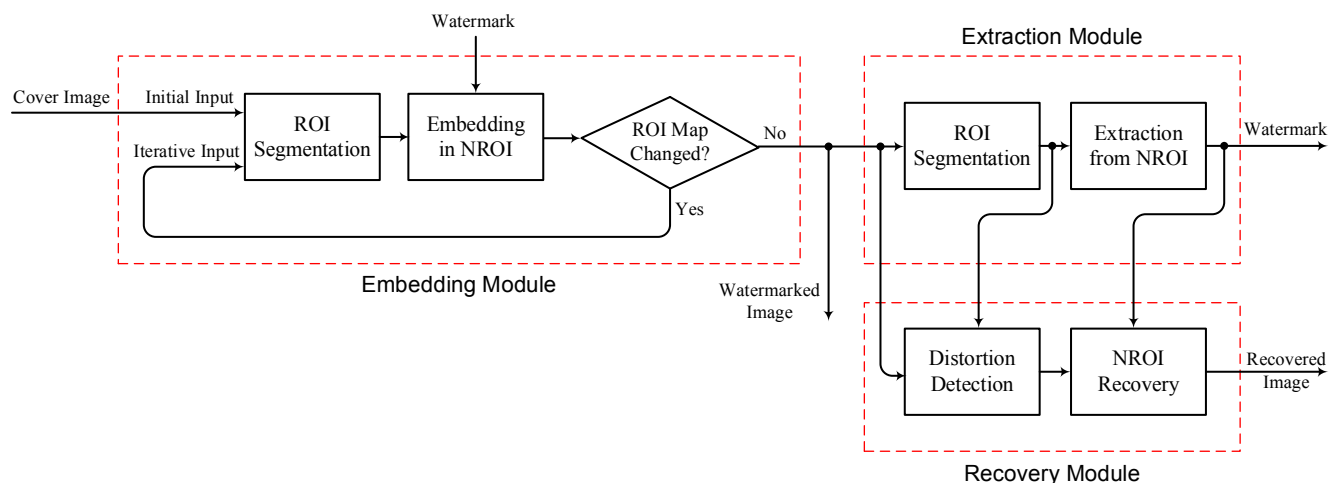 Watermark
Extraction Module
Cover Image
Initial Input
ROI
Segmentation
Embedding
in NROI
ROI Map
Changed?
No
ROI
Segmentation
Extraction
from NROI
Watermark
Iterative Input
Yes
Embedding Module
Watermarked
Image
Distortion
Detection
NROI
Recovery
Recovered
Image
Recovery Module